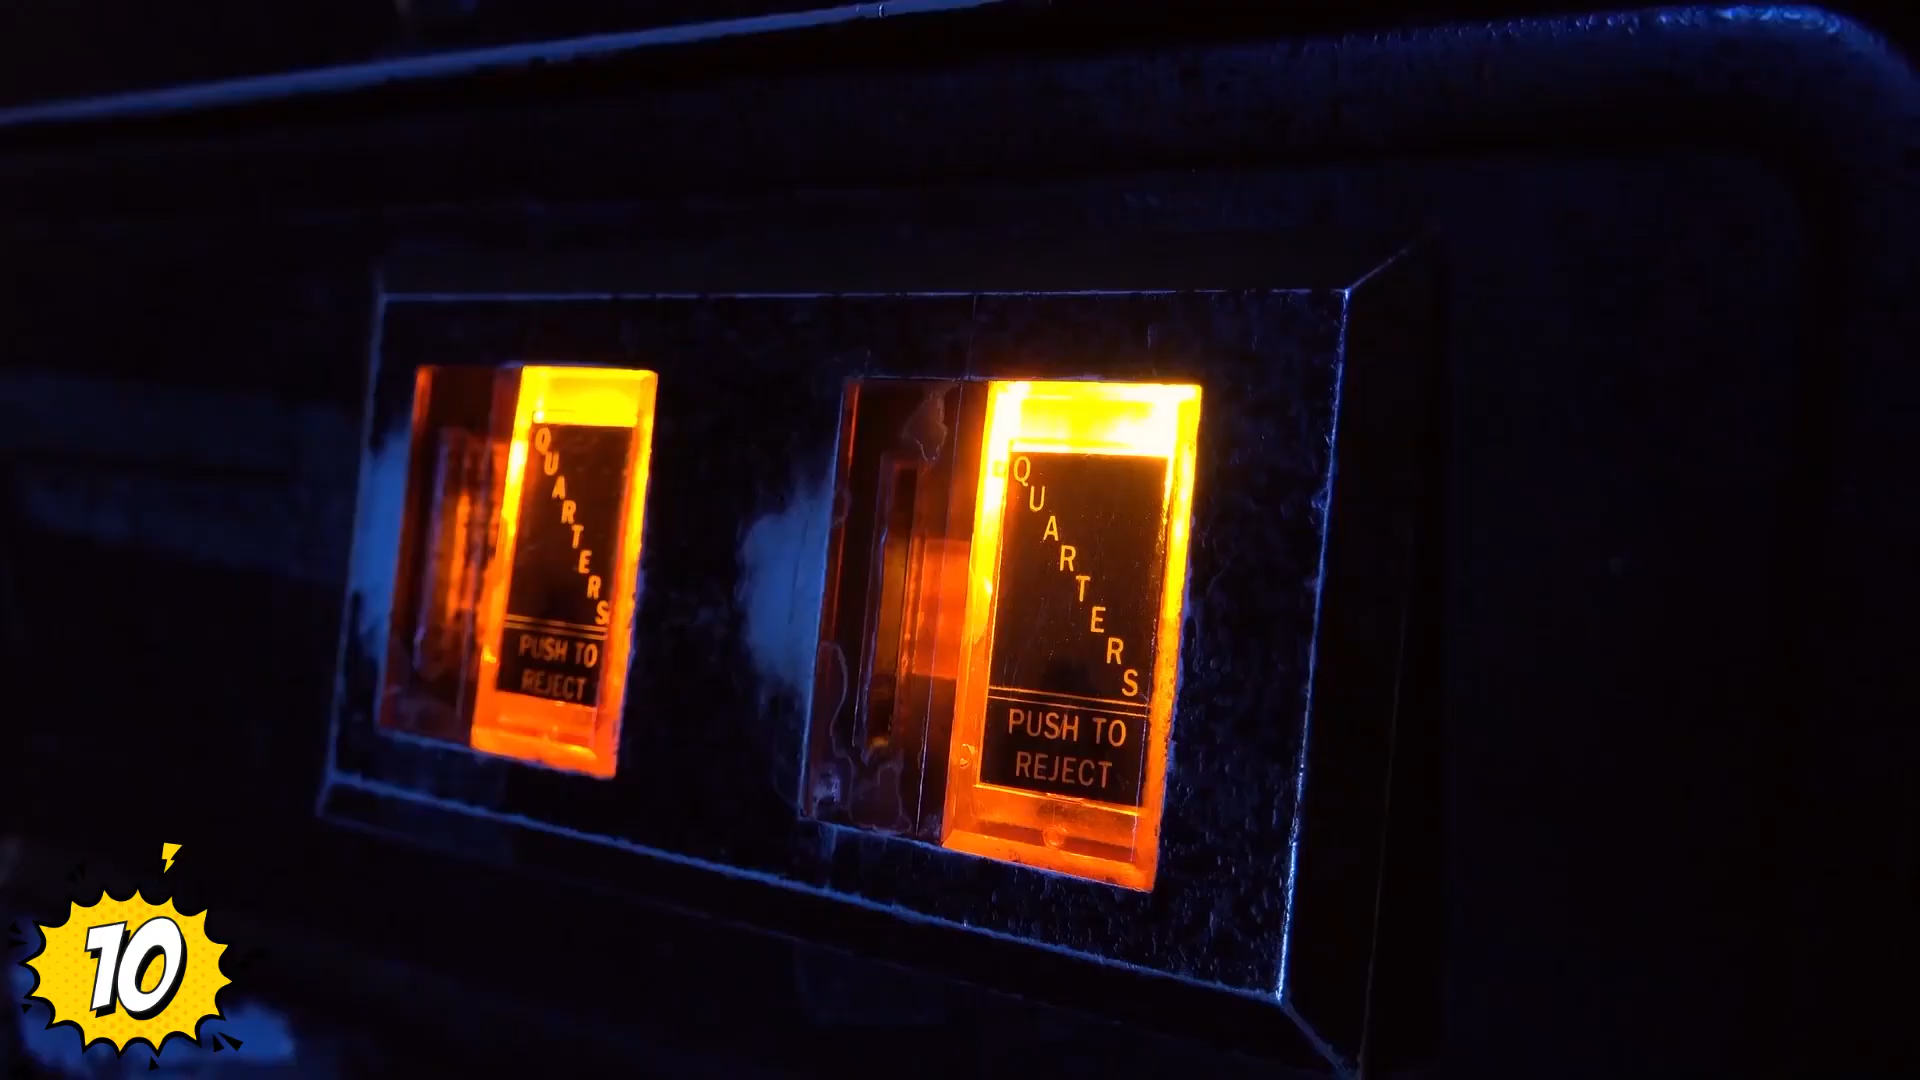 QUARTERS
PUSH TO
REJECT
QUARTERS
PUSH TO
REJECT
10